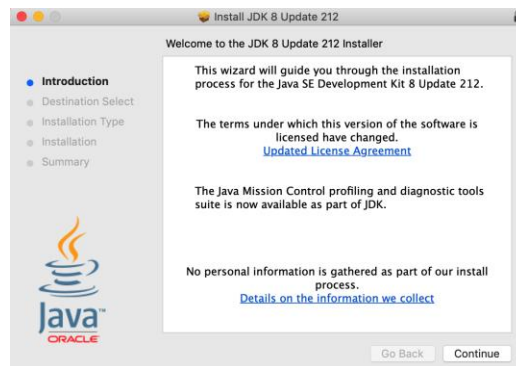 Install JDK 8 Update 212
Welcome to the JDK 8 Update 212 Installer
Introduction
Destination Select
Installation Type
Installation
Summary
This wizard will guide you through the installation
process for the Java SE Development Kit 8 Update 212.
The terms under which this version of the software is
licensed have changed.
Updated License Agreement
The Java Mission Control profiling and diagnostic tools
suite is now available as part of JDK.
No personal information is gathered as part of our install
process.
Details on the information we collect
Java™
ORACLE
Go Back
Continue